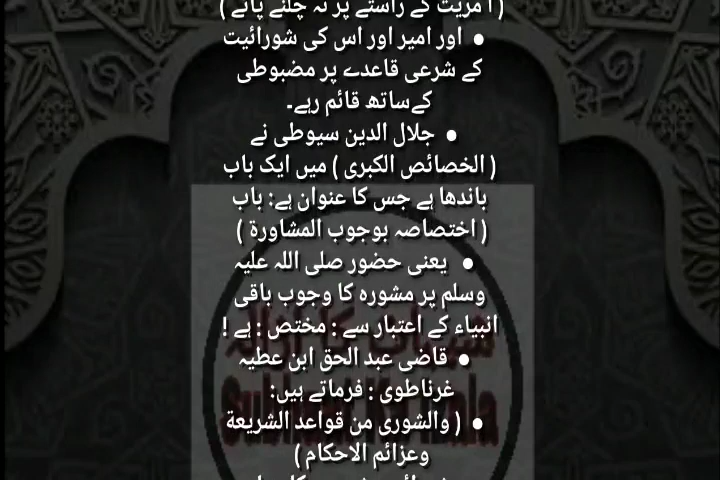 ( آمریت کے راستے پر نہ چلنے پائے )
● اور امیر اور اس کی شورائیت
کے شرعی قاعدے پر مضبوطی
کےساتھ قائم رہے۔
● جلال الدین سیوطی نے
( الخصائص الکبری ) میں ایک باب
باندھا ہے جس کا عنوان ہے: باب
( اختصاصہ بوجوب المشاورة )
● یعنی حضور صلی اللہ علیہ
وسلم پر مشورہ کا وجوب باقی
انبیاء کے اعتبار سے : مختص : ہے !
● قاضی عبد الحق ابن عطیہ
غرناطوی : فرماتے ہیں:
● ( والشوری من قواعد الشریعة
وعزائم الاحکام )